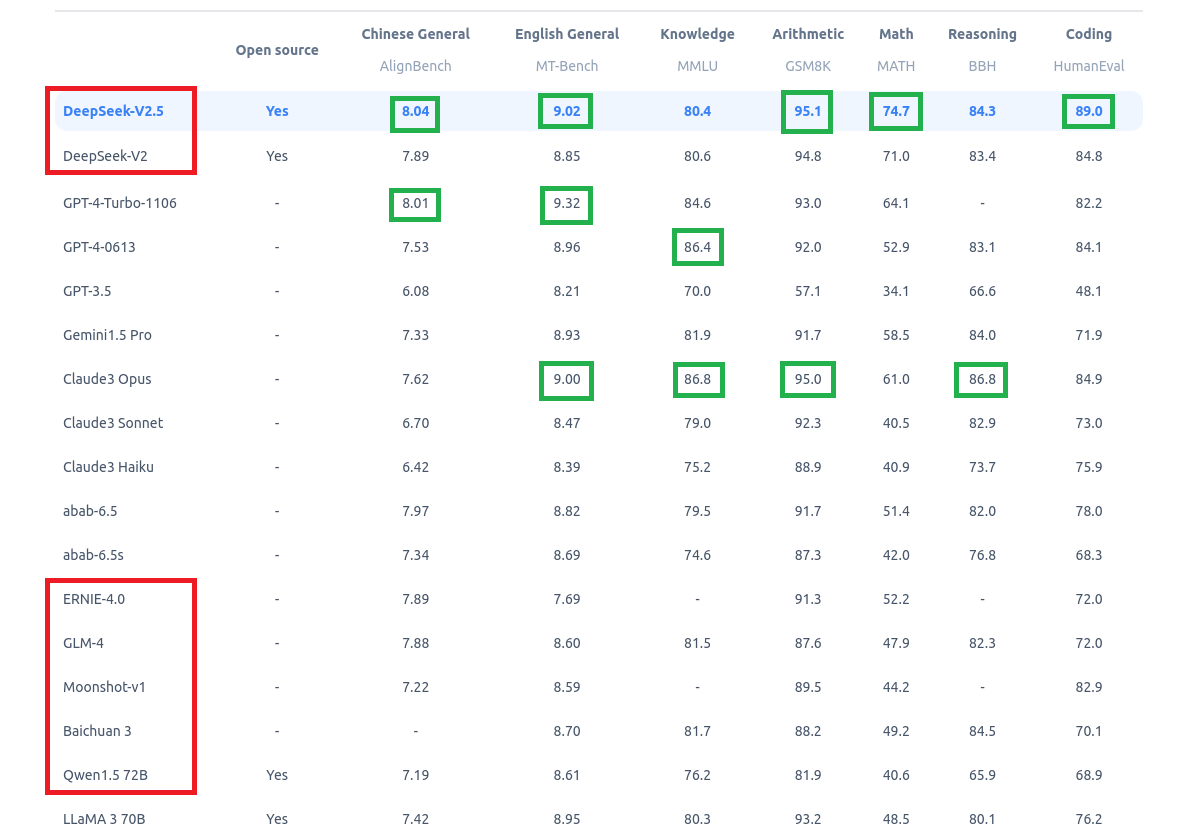 Open source Chinese General English General Knowledge Arithmetic Math Reasoning Coding
AlignBench MT-Bench MMLU GSM8K MATH BBH HumanEval
DeepSeek-V2.5 Yes 8.04 9.02 80.4 95.1 74.7 84.3 89.0
DeepSeek-V2 Yes 7.89 8.85 80.6 94.8 71.0 83.4 84.8
GPT-4-Turbo-1106 - 8.01 9.32 84.6 93.0 64.1 - 82.2
GPT-4-0613 - 7.53 8.96 86.4 92.0 52.9 83.1 84.1
GPT-3.5 - 6.08 8.21 70.0 57.1 34.1 66.6 48.1
Gemini1.5 Pro - 7.33 8.93 81.9 91.7 58.5 84.0 71.9
Claude3 Opus - 7.62 9.00 86.8 95.0 61.0 86.8 84.9
Claude3 Sonnet - 6.70 8.47 79.0 92.3 40.5 82.9 73.0
Claude3 Haiku - 6.42 8.39 75.2 88.9 40.9 73.7 75.9
abab-6.5 - 7.97 8.82 79.5 91.7 51.4 82.0 78.0
abab-6.5s - 7.34 8.69 74.6 87.3 42.0 76.8 68.3
ERNIE-4.0 - 7.89 7.69 - 91.3 52.2 - 72.0
GLM-4 - 7.88 8.60 81.5 87.6 47.9 82.3 72.0
Moonshot-v1 - 7.22 8.59 - 89.5 44.2 - 82.9
Baichuan 3 - - 8.70 81.7 88.2 49.2 84.5 70.1
Qwen1.5 72B Yes 7.19 8.61 76.2 81.9 40.6 65.9 68.9
LLaMA 3 70B Yes 7.42 8.95 80.3 93.2 48.5 80.1 76.2